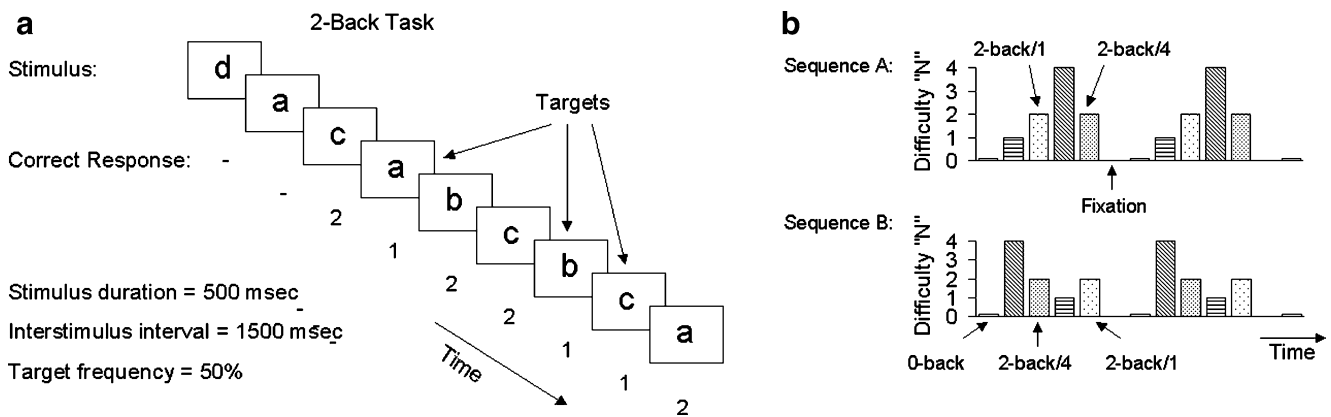 a
2-Back Task
Stimulus:
d
a
c
a
b
c
b
c
a
Targets
Correct Response:
-
-
2
1
2
2
1
1
2
Stimulus duration = 500 msec
Interstimulus interval = 1500 msec
Target frequency = 50%
Time
b
Sequence A:
Difficulty "N"
4
3
2
1
0
2-back/1
2-back/4
Fixation
Sequence B:
Difficulty "N"
4
3
2
1
0
0-back
2-back/4
2-back/1
Time